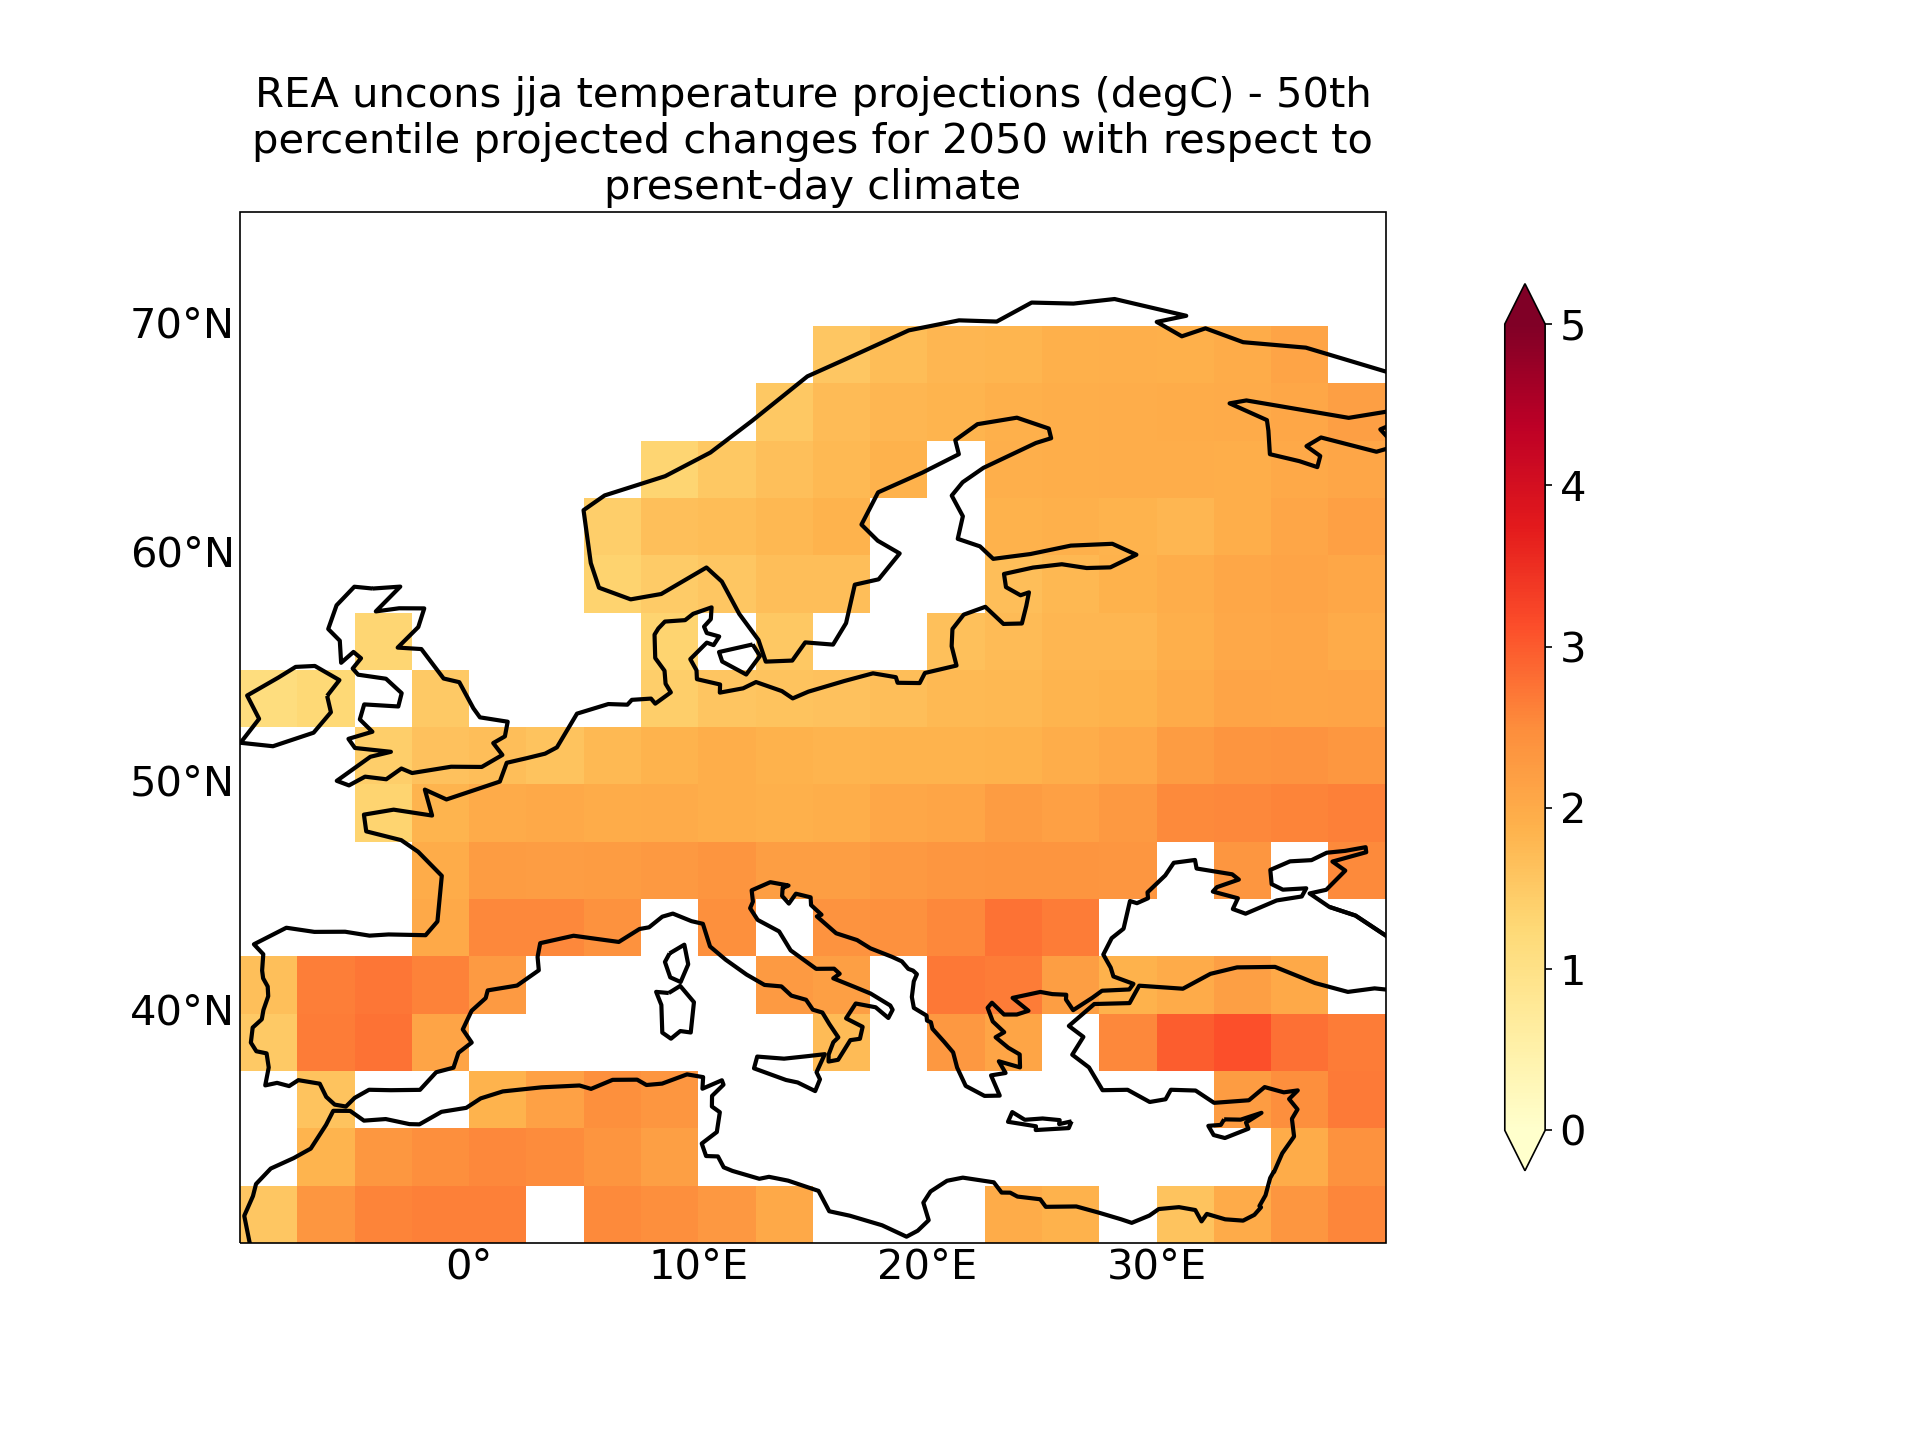 REA uncons jja temperature projections (degC) - 50th
percentile projected changes for 2050 with respect to
present-day climate
70°N
60°N
50°N
40°N
0°
10°E
20°E
30°E
5
4
3
2
1
0